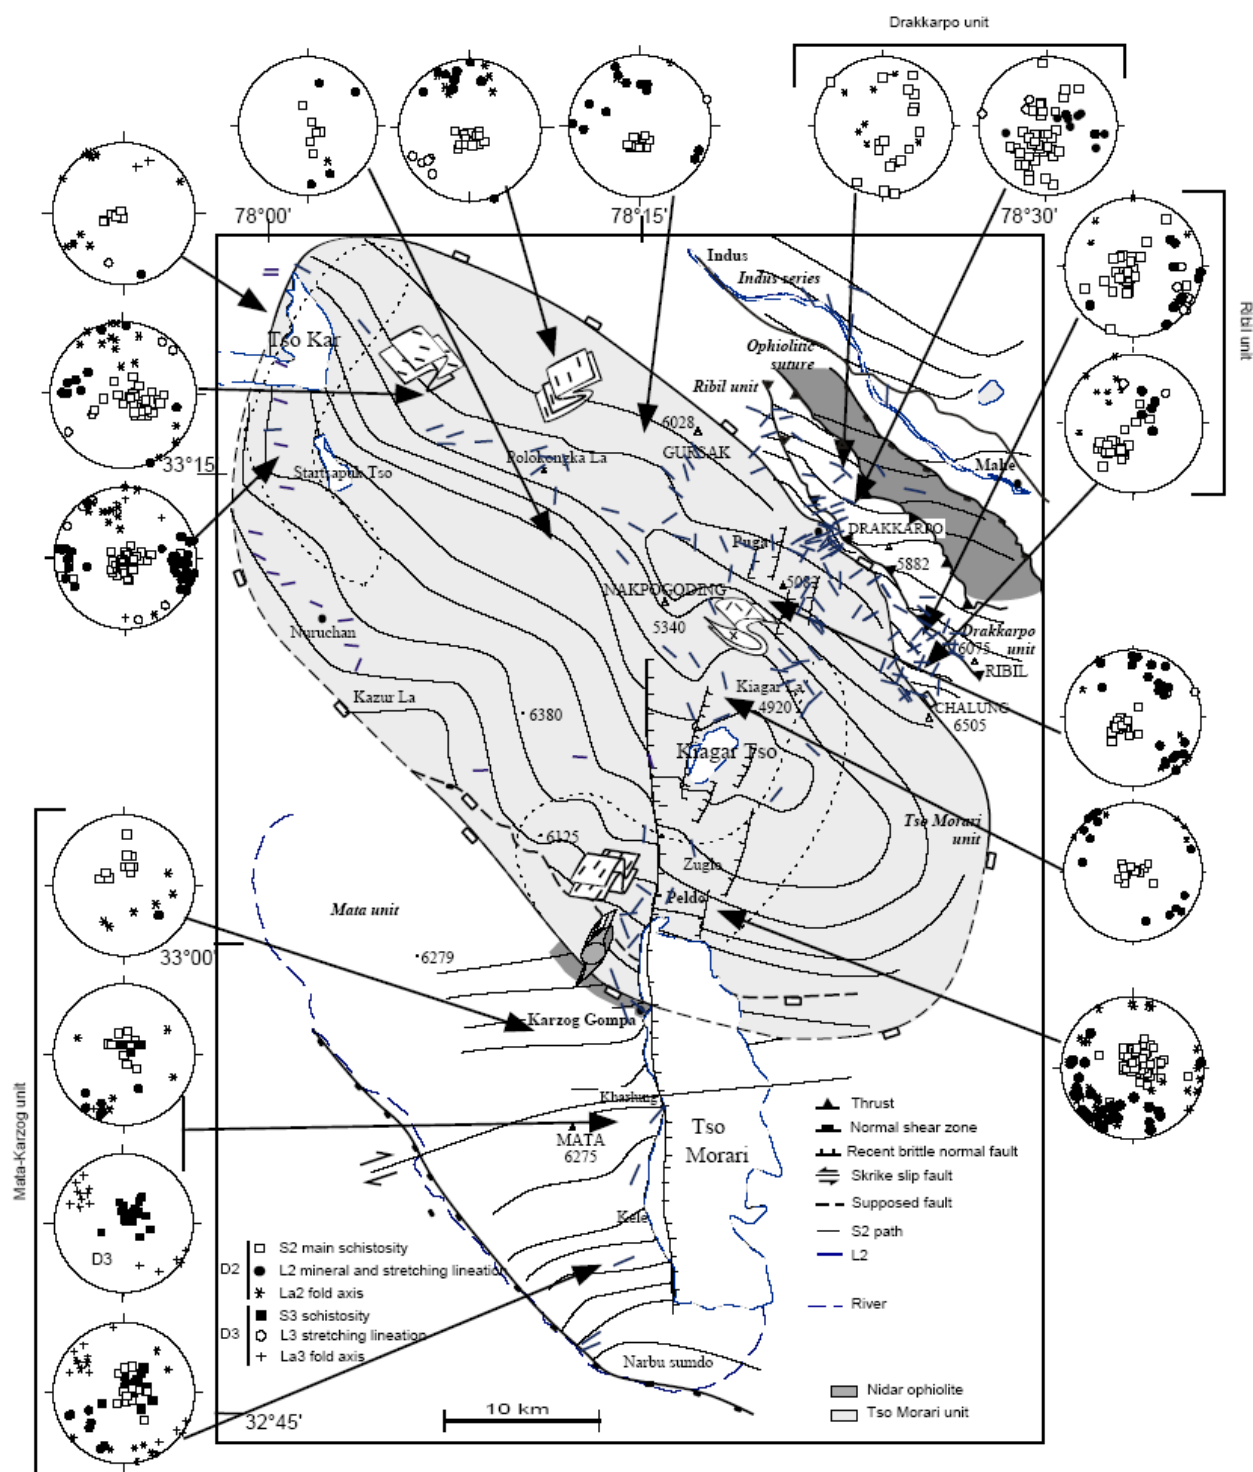 Drakkarpo unit
78°00'
78°15'
78°30'
Indus
Indus series
Ribil unit
Tso Kar
Ophiolitic
suture
Ribil unit
6028
GURSAK
33°15'
Polokongka La
Startsapuk Tso
Mahe
DRAKKARPO
Puga
5882
NAKPOGODING
5340
Nuruchan
Drakkarpo
unit
6075
RIBIL
Kiagar La
4920
Kazur La
6380
CHALUNG
6505
Kiagar Tso
6125
Tso Morari
unit
Zuglo
Peldo
Mata unit
33°00'
6279
Karzog Gompa
Mata-Karzog unit
Kharlung
MATA
6275
Tso
Morari
Thrust
Normal shear zone
Recent brittle normal fault
Skrike slip fault
Supposed fault
S2 path
L2
River
Kele
D3
D2
S2 main schistosity
L2 mineral and stretching lineation
La2 fold axis
D3
S3 schistosity
L3 stretching lineation
La3 fold axis
Narbu sumdo
Nidar ophiolite
Tso Morari unit
10 km
32°45'